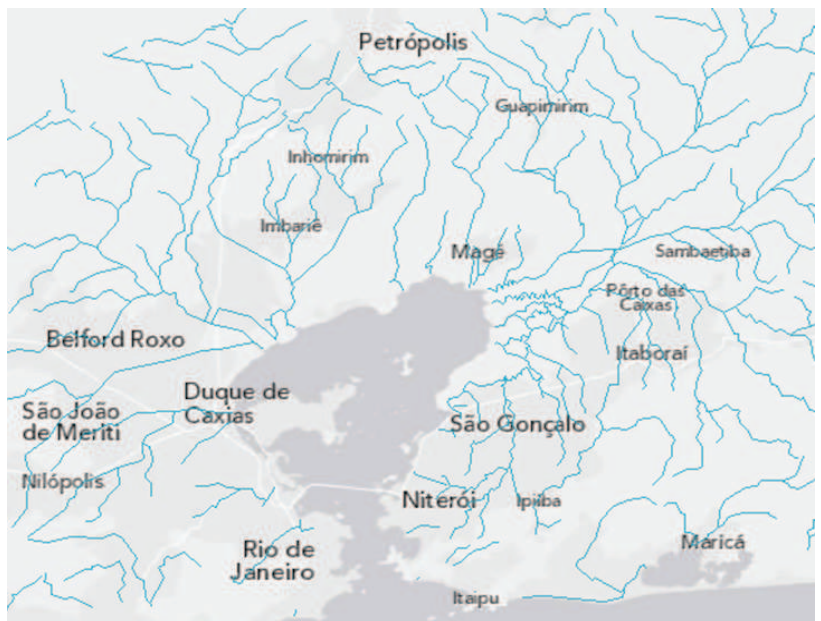 Petrópolis
Guapimirim
Inhomirim
Imbariê
Magé
Sambaetiba
Pôrto das
Caixas
Belford Roxo
Itaboraí
Duque de
Caxias
São João
de Meriti
São Gonçalo
Nilópolis
Niterói
Ipiiba
Rio de
Janeiro
Maricá
Itaipu